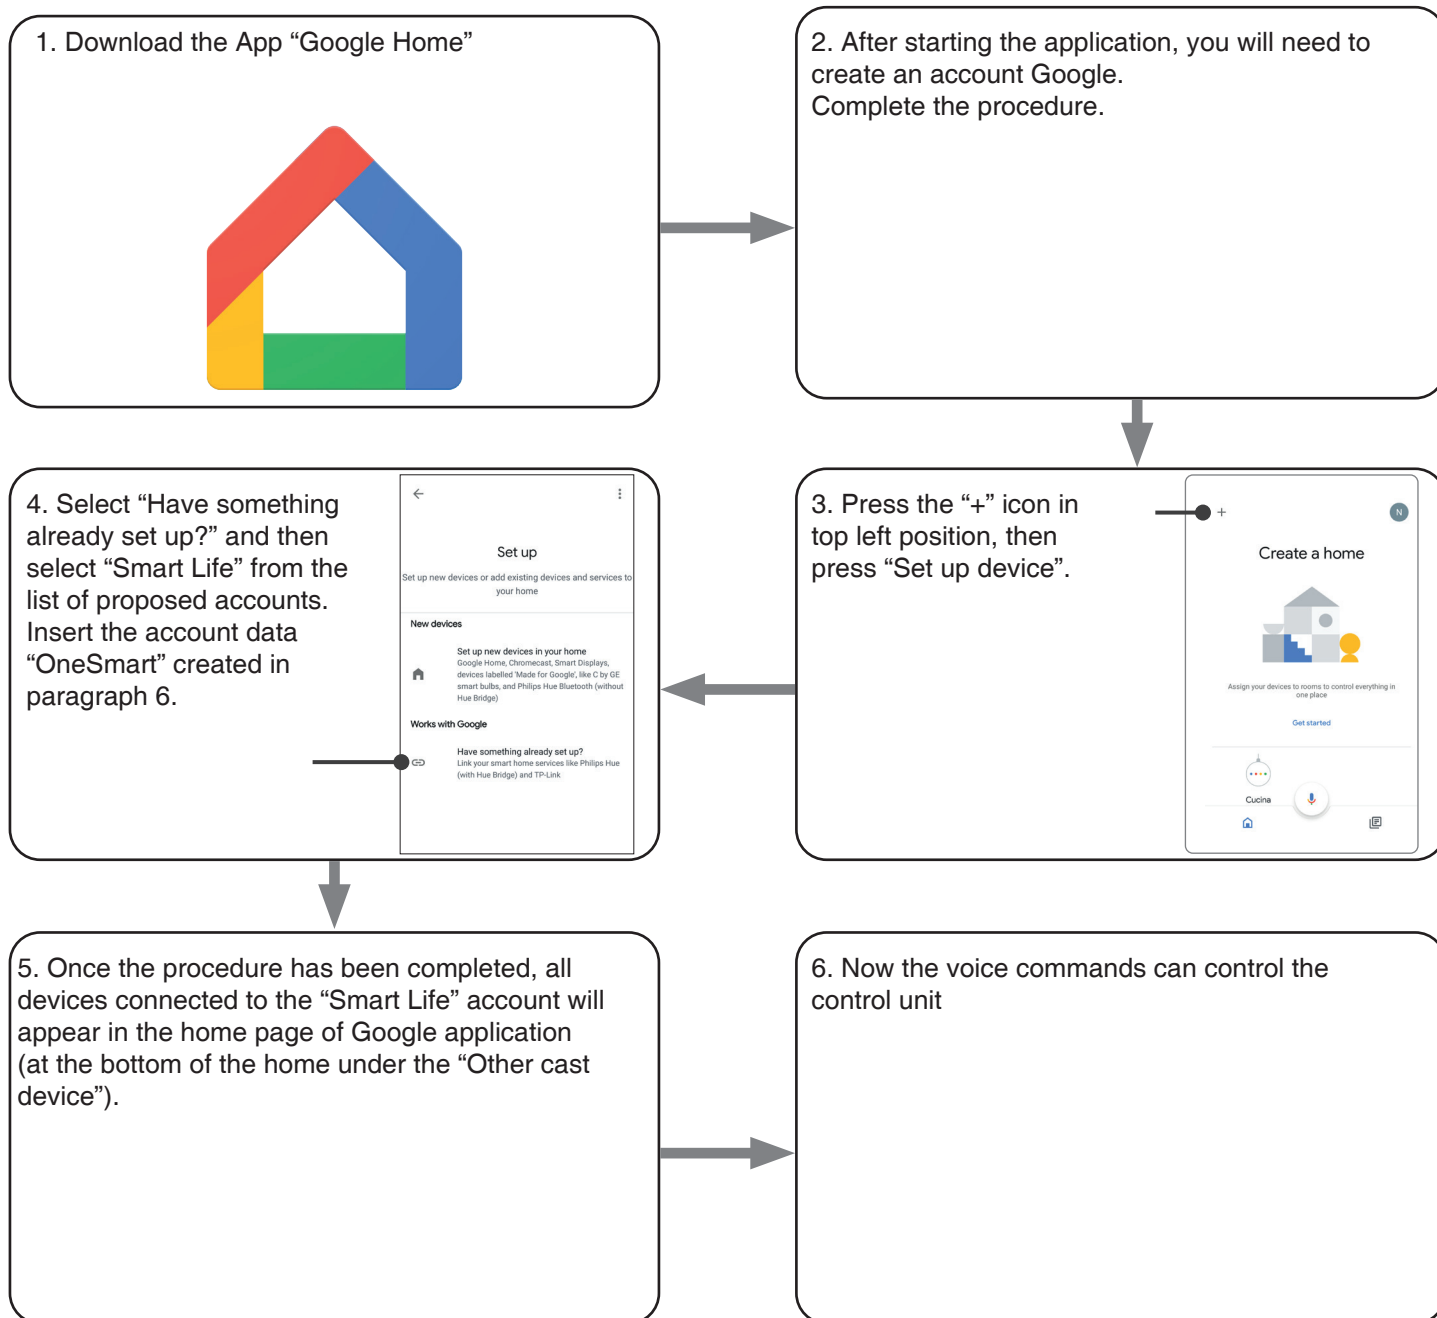 1. Download the App “Google Home”
2. After starting the application, you will need to
create an account Google.
Complete the procedure.
3. Press the “+” icon in
top left position, then
press “Set up device”.
+
N
Create a home
Assign your devices to rooms to control everything in
one place
Get started
Cucina
4. Select “Have something
already set up?” and then
select “Smart Life” from the
list of proposed accounts.
Insert the account data
“OneSmart” created in
paragraph 6.
Set up
Set up new devices or add existing devices and services to
your home
New devices
Set up new devices in your home
Google Home, Chromecast, Smart Displays,
devices labelled 'Made for Google', like C by GE
smart bulbs, and Philips Hue Bluetooth (without
Hue Bridge)
Works with Google
Have something already set up?
Link your smart home services like Philips Hue
(with Hue Bridge) and TP-Link
5. Once the procedure has been completed, all
devices connected to the “Smart Life” account will
appear in the home page of Google application
(at the bottom of the home under the “Other cast
device”).
6. Now the voice commands can control the
control unit